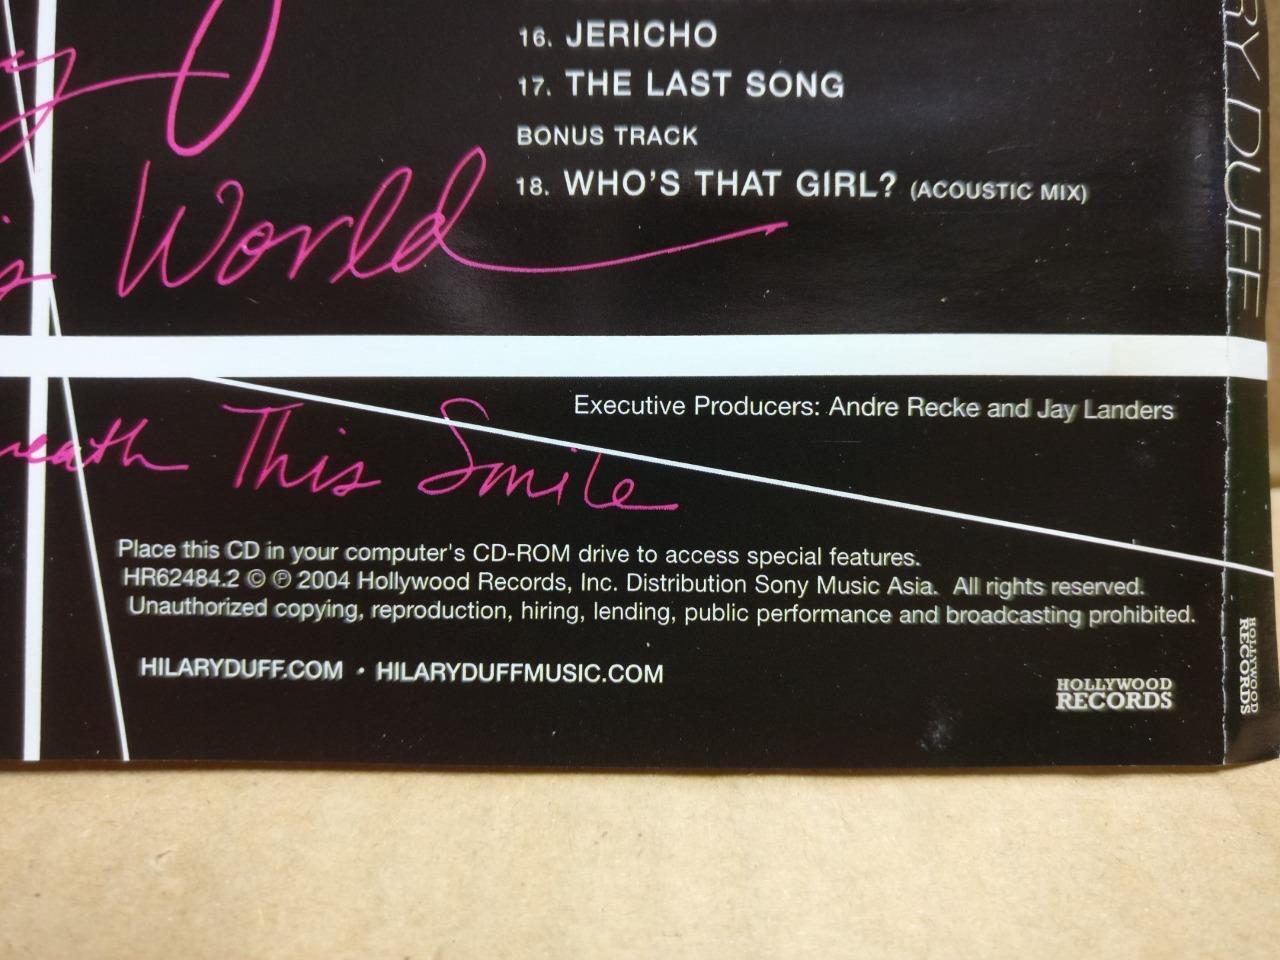 16. JERICHO
17. THE LAST SONG
BONUS TRACK
18. WHO'S THAT GIRL? (ACOUSTIC MIX)
World
Executive Producers: Andre Recke and Jay Landers
This Smile
Place this CD in your computer's CD-ROM drive to access special features.
HR62484.2 © ℗ 2004 Hollywood Records, Inc. Distribution Sony Music Asia. All rights reserved.
Unauthorized copying, reproduction, hiring, lending, public performance and broadcasting prohibited.
HILARYDUFF.COM • HILARYDUFFMUSIC.COM
HOLLYWOOD
RECORDS
RY DUFF
HOLLYWOOD
RECORDS